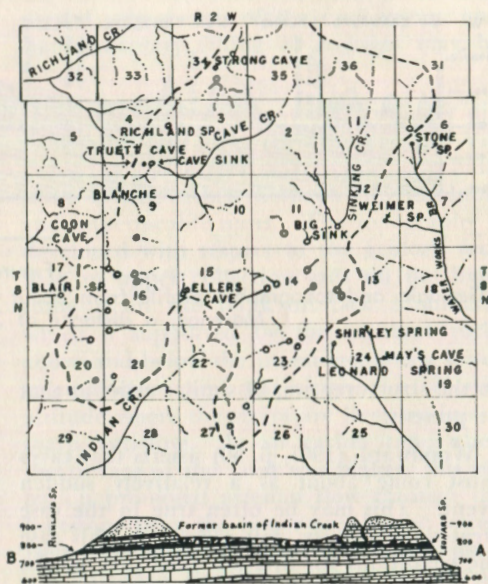 R 2 W
RICHLAND CR.
32 33 34 STRONG CAVE 35 36 31
5 4 3 2 1 6
RICHLAND SP. CAVE CR.
STONE SP.
TRUETT CAVE CAVE SINK
SINKING CR.
BLANCHE
8 9 10 11 12 7
COON CAVE
BIG SINK
WEIMER SP.
WATER WORKS BR.
T 8 N
17 16 15 14 13 18
T 8 N
BLAIR SP.
ELLERS CAVE
SHIRLEY SPRING
20 21 22 23 24 MAY'S CAVE 19
LEONARD SPRING
29 28 27 26 25 30
INDIAN CR.
RICHLAND SP.
Former basin of Indian Creek
LEONARD SP.
900 900
800 800
B 700 700 A
600 600